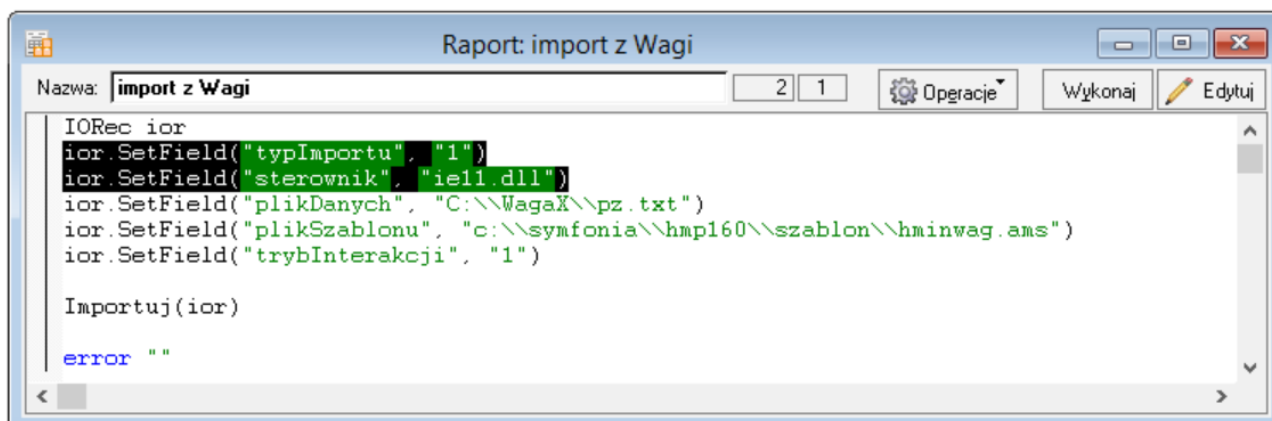 Raport: import z Wagi
Nazwa: import z Wagi 2 1 Operacje Wykonaj Edytuj
IORec ior
ior.SetField("typImportu", "1")
ior.SetField("sterownik", "ie11.dll")
ior.SetField("plikDanych", "C:\\WagaX\\pz.txt")
ior.SetField("plikSzablonu", "c:\\symfonia\\hmp160\\szablon\\hminwag.ams")
ior.SetField("trybInterakcji", "1")
Importuj(ior)
error ""